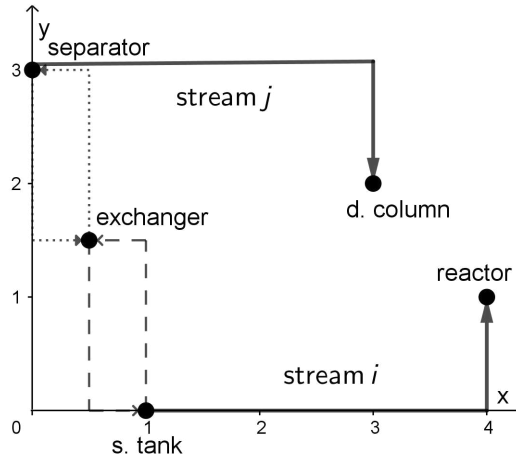 y
separator
3
stream j
2
d. column
exchanger
reactor
1
stream i
x
0
1
2
3
4
s. tank